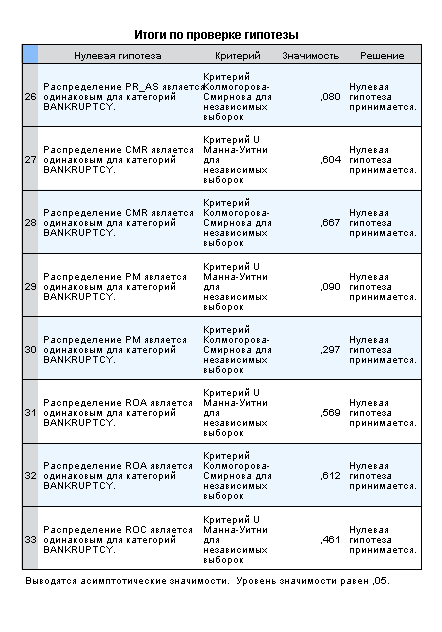 Итоги по проверке гипотезы
Нулевая гипотеза Критерий Значимость Решение
26 Распределение PR_AS является одинаковым для категорий BANKRUPTCY. Критерий Колмогорова-Смирнова для независимых выборок ,080 Нулевая гипотеза принимается.
27 Распределение CMR является одинаковым для категорий BANKRUPTCY. Критерий U Манна-Уитни для независимых выборок ,604 Нулевая гипотеза принимается.
28 Распределение CMR является одинаковым для категорий BANKRUPTCY. Критерий Колмогорова-Смирнова для независимых выборок ,667 Нулевая гипотеза принимается.
29 Распределение PM является одинаковым для категорий BANKRUPTCY. Критерий U Манна-Уитни для независимых выборок ,090 Нулевая гипотеза принимается.
30 Распределение PM является одинаковым для категорий BANKRUPTCY. Критерий Колмогорова-Смирнова для независимых выборок ,297 Нулевая гипотеза принимается.
31 Распределение ROA является одинаковым для категорий BANKRUPTCY. Критерий U Манна-Уитни для независимых выборок ,569 Нулевая гипотеза принимается.
32 Распределение ROA является одинаковым для категорий BANKRUPTCY. Критерий Колмогорова-Смирнова для независимых выборок ,612 Нулевая гипотеза принимается.
33 Распределение ROC является одинаковым для категорий BANKRUPTCY. Критерий U Манна-Уитни для независимых выборок ,461 Нулевая гипотеза принимается.
Выводятся асимптотические значимости. Уровень значимости равен ,05.